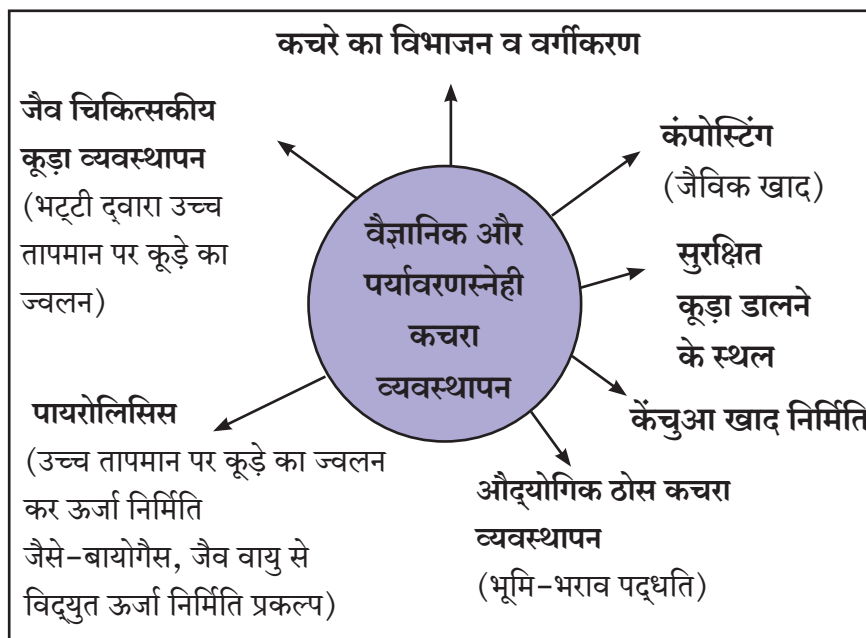 कचरे का विभाजन व वर्गीकरण
जैव चिकित्सकीय
कूड़ा व्यवस्थापन
(भट्‌टी द्‌वारा उच्च
तापमान पर कूड़े का
ज्वलन)
कंपोस्टिंग
(जैविक खाद)
वैज्ञानिक और
पर्यावरणस्नेही
कचरा
व्यवस्थापन
सुरक्षित
कूड़ा डालने
के स्थल
केंचुआ खाद निर्मिति
पायरोलिसिस
(उच्च तापमान पर कूड़े का ज्वलन
कर ऊर्जा निर्मिति
जैसे-बायोगैस, जैव वायु से
विद्‌युत ऊर्जा निर्मिति प्रकल्प)
औद्‌योगिक ठोस कचरा
व्यवस्थापन
(भूमि-भराव पद्‌धति)